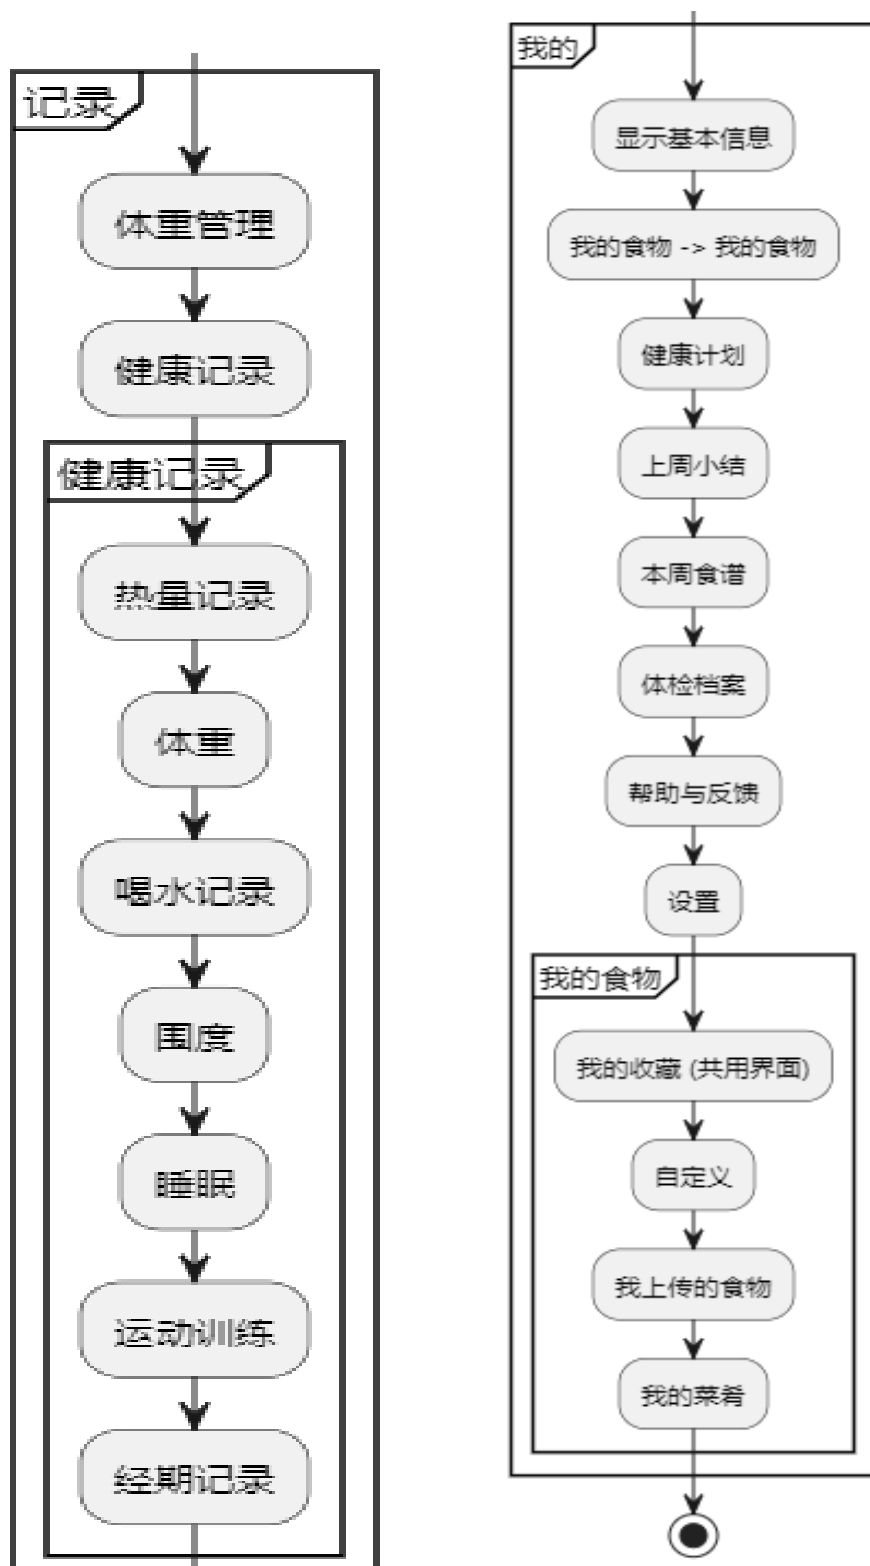 记录
体重管理
健康记录
健康记录
热量记录
体重
喝水记录
围度
睡眠
运动训练
经期记录
我的
显示基本信息
我的食物 -> 我的食物
健康计划
上周小结
本周食谱
体检档案
帮助与反馈
设置
我的食物
我的收藏 (共用界面)
自定义
我上传的食物
我的菜肴